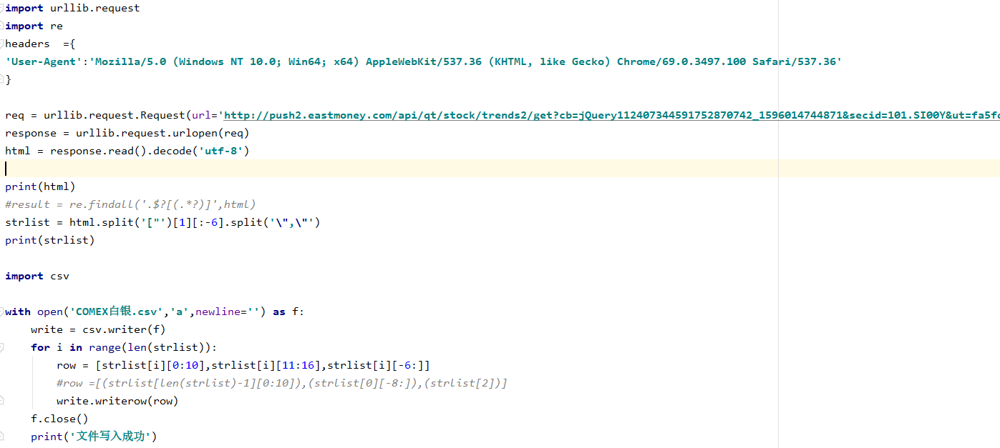 import urllib.request
import re
headers  ={
'User-Agent':'Mozilla/5.0 (Windows NT 10.0; Win64; x64) AppleWebKit/537.36 (KHTML, like Gecko) Chrome/69.0.3497.100 Safari/537.36'
}
req = urllib.request.Request(url='http://push2.eastmoney.com/api/qt/stock/trends2/get?cb=jQuery112407344591752870742_1596014744871&secid=101.SI00Y&ut=fa5fd
response = urllib.request.urlopen(req)
html = response.read().decode('utf-8')
print(html)
#result = re.findall('.$?[(.*?)]',html)
strlist = html.split('["')[1][:-6].split('\",\"')
print(strlist)
import csv
with open('COMEX白银.csv','a',newline='') as f:
    write = csv.writer(f)
    for i in range(len(strlist)):
        row = [strlist[i][0:10],strlist[i][11:16],strlist[i][-6:]]
        #row =[(strlist[len(strlist)-1][0:10]),(strlist[0][-8:]),(strlist[2])]
        write.writerow(row)
    f.close()
    print('文件写入成功')